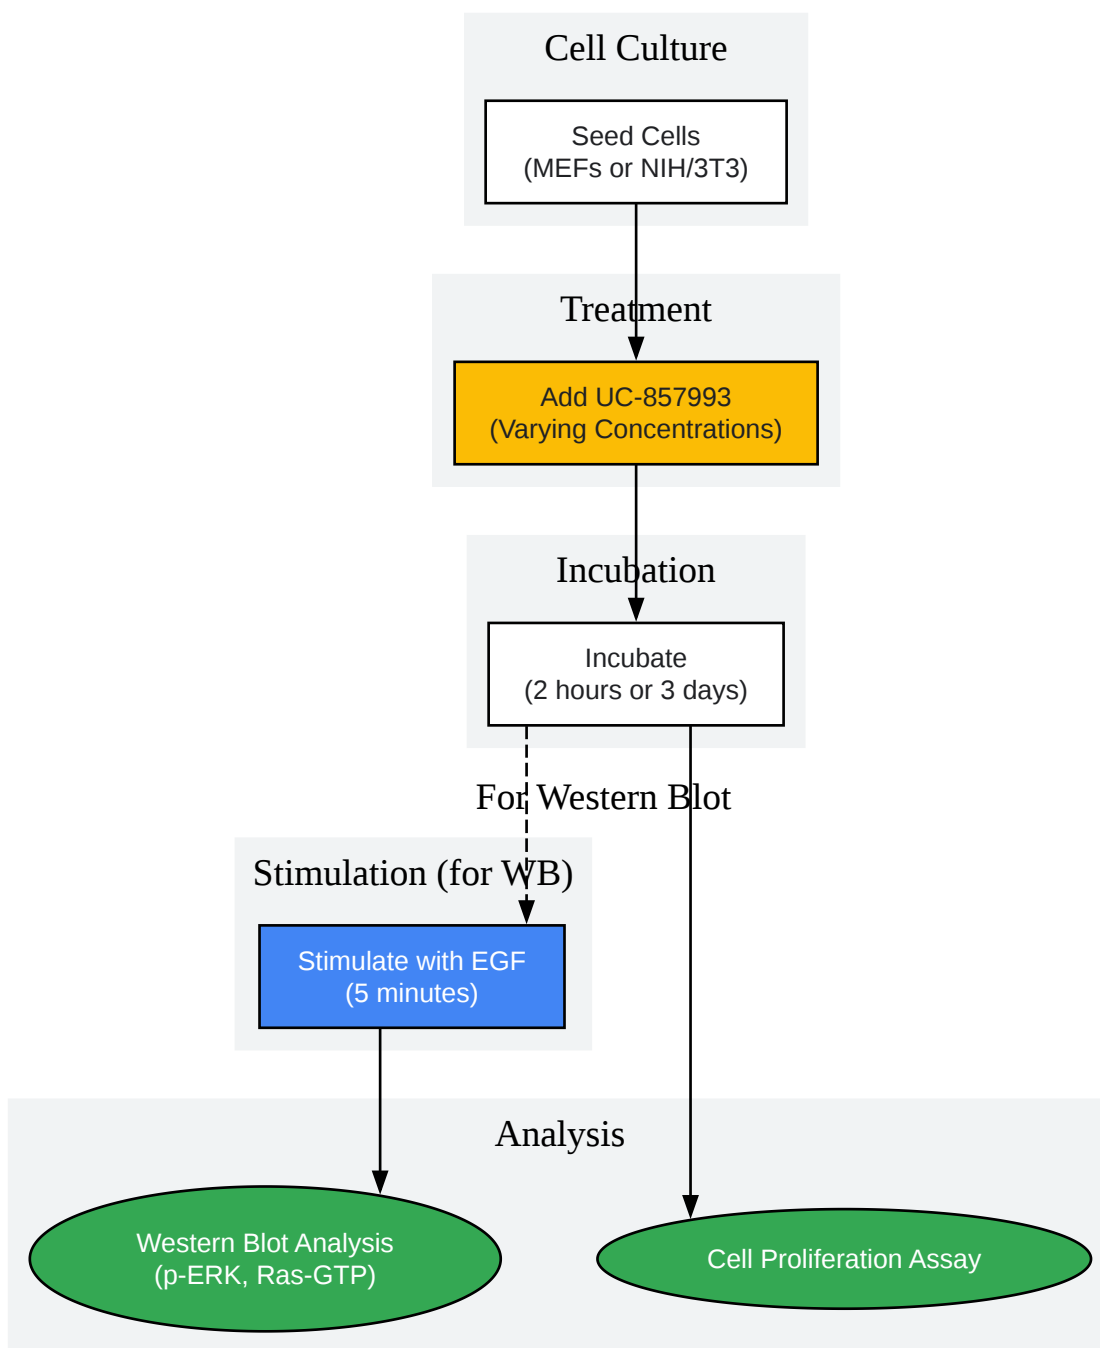 Cell Culture
Seed Cells
(MEFs or NIH/3T3)
Treatment
Add UC-857993
(Varying Concentrations)
Incubation
Incubate
(2 hours or 3 days)
For Western Blot
Stimulation (for WB)
Stimulate with EGF
(5 minutes)
Analysis
Western Blot Analysis
(p-ERK, Ras-GTP)
Cell Proliferation Assay